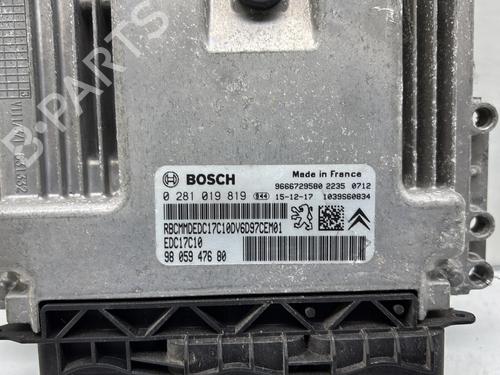 BOSCH
Made in France
9666729580 2235 0712
0 281 019 819
15-12-17 1039S60834
RBCMMDEDC17C10DV6D97CEM01
EDC17C10
98 059 476 80
B-Parts